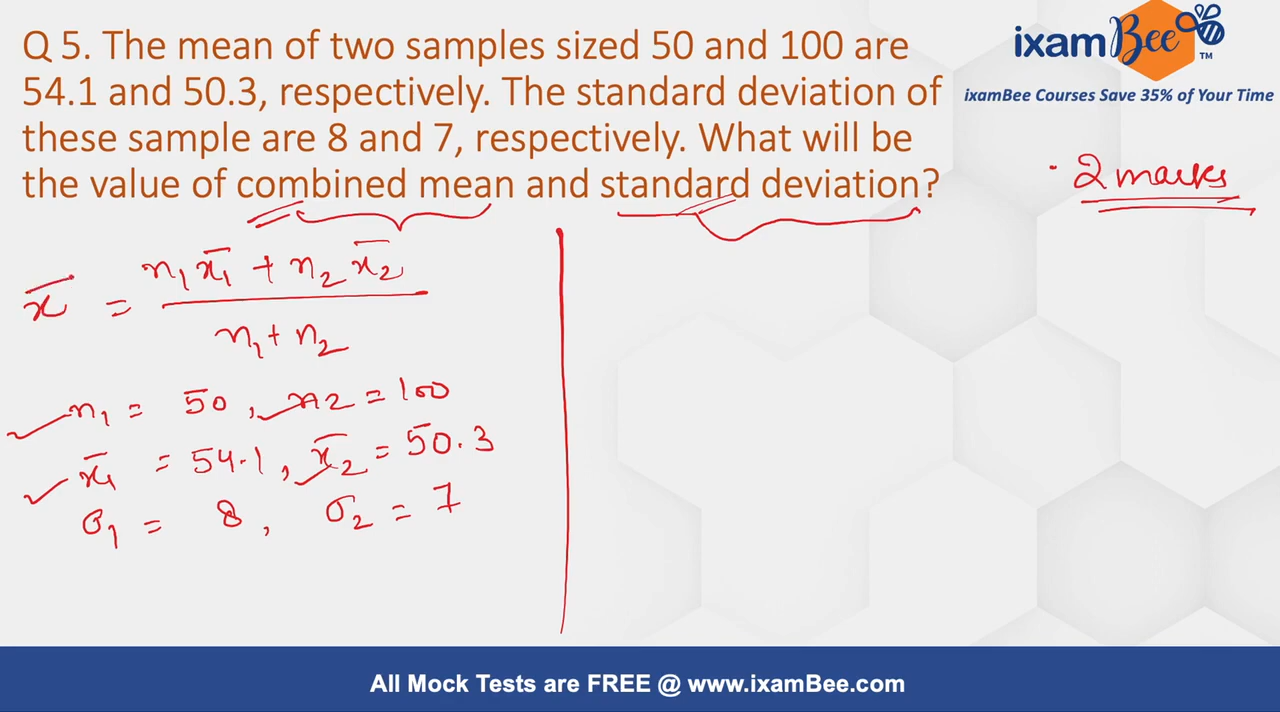 Q 5. The mean of two samples sized 50 and 100 are
54.1 and 50.3, respectively. The standard deviation of
these sample are 8 and 7, respectively. What will be
the value of combined mean and standard deviation?
ixamBee TM
ixamBee Courses Save 35% of Your Time
2 marks
x̄ = (n₁x̄₁ + n₂x̄₂) / (n₁ + n₂)
n₁ = 50, n2 = 100
x̄₁ = 54.1, x̄₂ = 50.3
σ₁ = 8, σ₂ = 7
All Mock Tests are FREE @ www.ixamBee.com